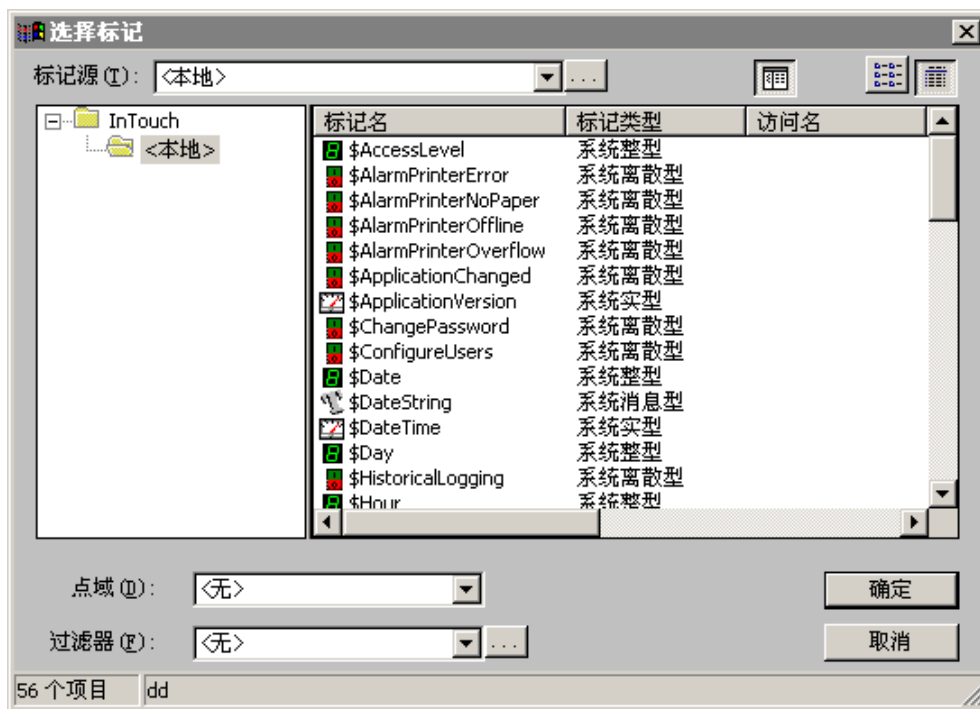 选择标记
标记源(T): <本地> ...
InTouch
<本地>
标记名 标记类型 访问名
$AccessLevel 系统整型
$AlarmPrinterError 系统离散型
$AlarmPrinterNoPaper 系统离散型
$AlarmPrinterOffline 系统离散型
$AlarmPrinterOverflow 系统离散型
$ApplicationChanged 系统离散型
$ApplicationVersion 系统实型
$ChangePassword 系统离散型
$ConfigureUsers 系统离散型
$Date 系统整型
$DateString 系统消息型
$DateTime 系统实型
$Day 系统整型
$HistoricalLogging 系统离散型
$Hour 系统整型
点域(D): <无> 确定
过滤器(F): <无> ... 取消
56 个项目 dd